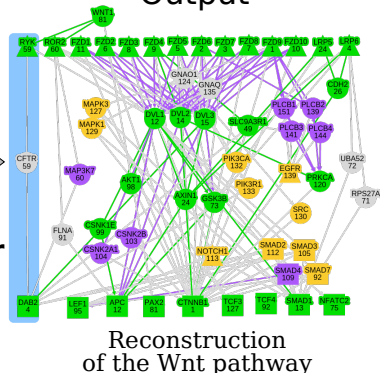 WNT1
81
RYK
59
ROR2
60
FZD1
11
FZD2
6
FZD3
8
FZD4
9
FZD5
5
FZD6
2
FZD7
FZD8
7
FZD9
1
FZD10
10
LRP5
24
LRP6
4
GNAO1
124
GNAQ
135
CDH2
26
MAPK3
127
MAPK1
129
DVL1
12
DVL2
14
DVL3
15
SLC9A3R1
49
PLCB1
151
PLCB2
139
PLCB3
141
PLCB4
144
CFTR
59
MAP3K7
60
PIK3CA
132
EGFR
139
UBA52
72
AKT1
98
PIK3R1
133
PRKCA
120
RPS27A
71
AXIN1
24
GSK3B
73
SRC
130
FLNA
91
CSNK1E
99
CSNK2B
103
CSNK2A1
104
NOTCH1
113
SMAD2
112
SMAD3
105
SMAD4
109
SMAD7
92
DAB2
4
LEF1
95
APC
12
PAX2
81
CTNNB1
1
TCF3
127
TCF4
92
SMAD1
13
NFATC2
75
Reconstruction
of the Wnt pathway